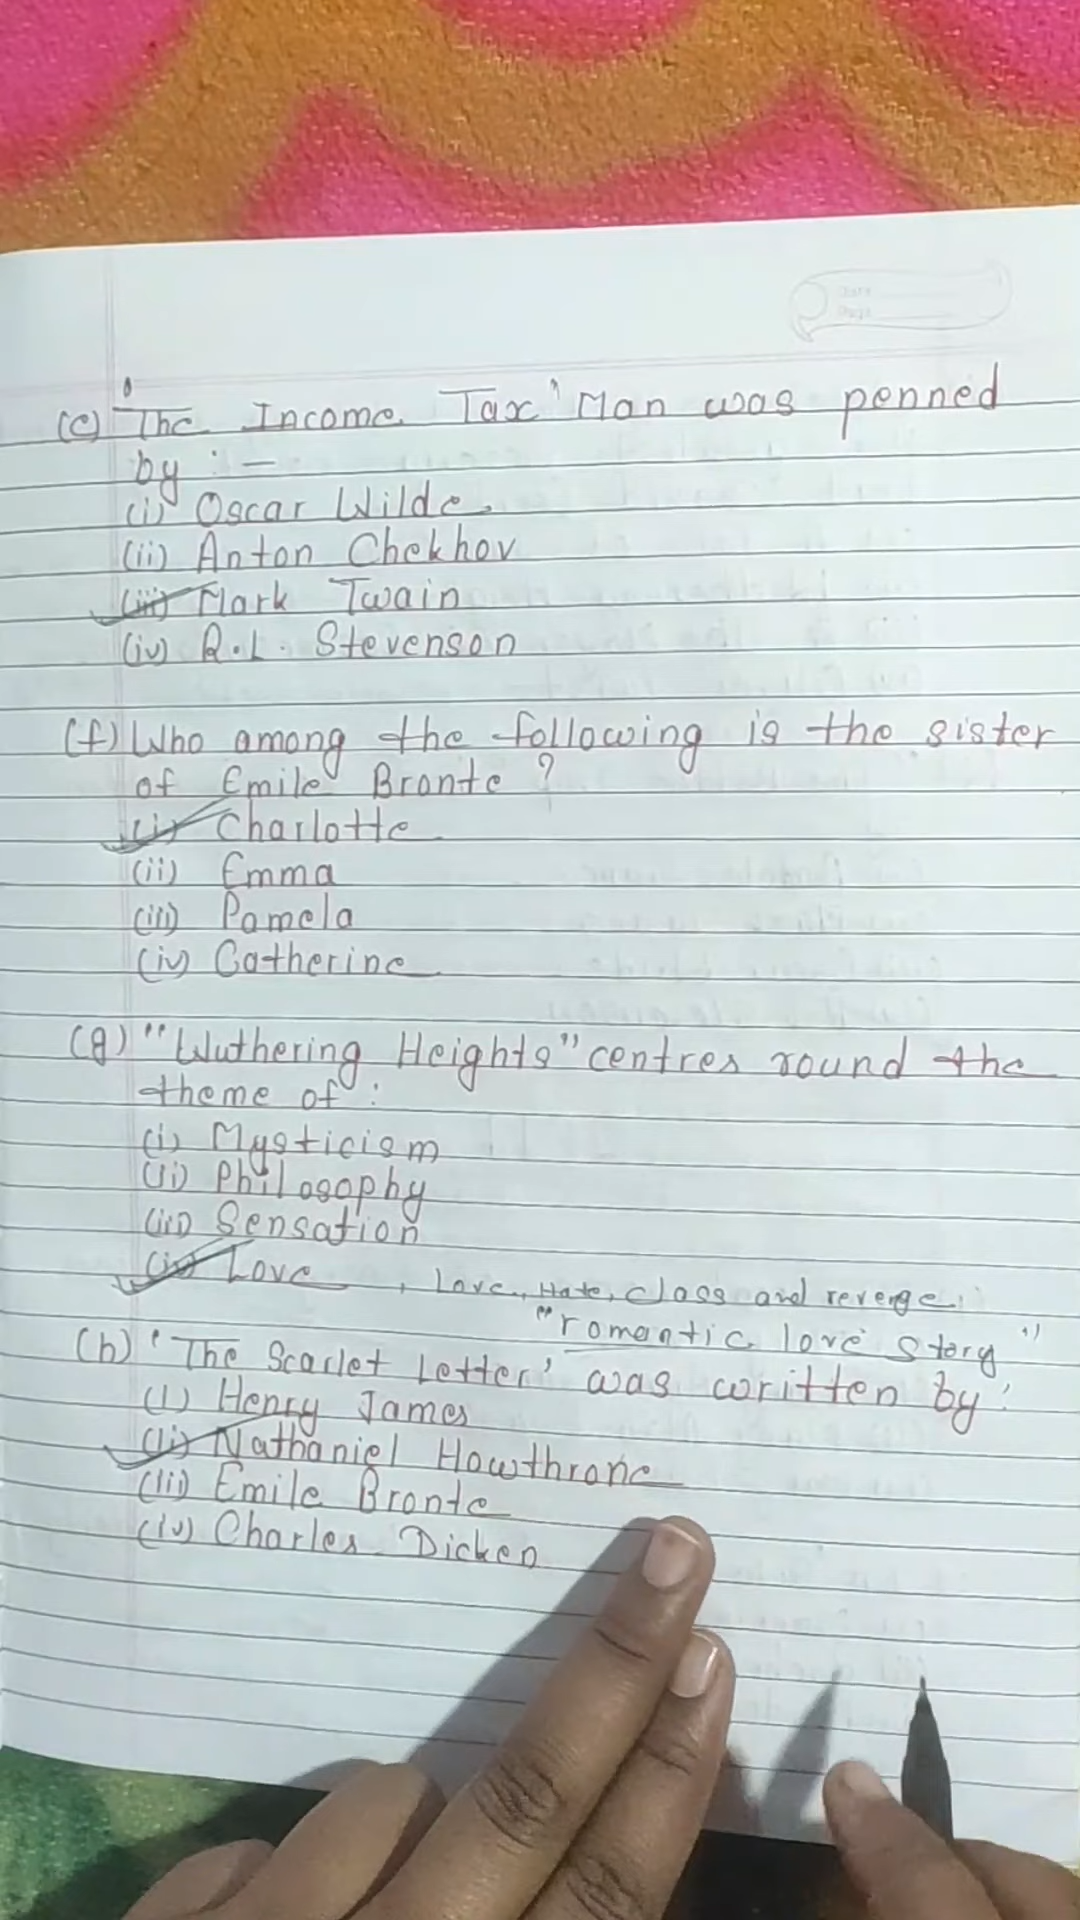 (e) 'The Income Tax' Man was penned
by :-
(i) Oscar Wilde
(ii) Anton Chekhov
(iii) Mark Twain
(iv) R.L. Stevenson
(f) Who among the following is the sister
of Emile Bronte ?
(i) Charlotte
(ii) Emma
(iii) Pamela
(iv) Catherine
(g) "Wuthering Heights" centres round the
theme of :
(i) Mysticism
(ii) Philosophy
(iii) Sensation
(iv) Love , Love, Hate, class and reverge.
"romantic love story"
(h) 'The Scarlet Letter' was written by :
(i) Henry James
(ii) Nathaniel Howthrone
(iii) Emile Bronte
(iv) Charles Dicken